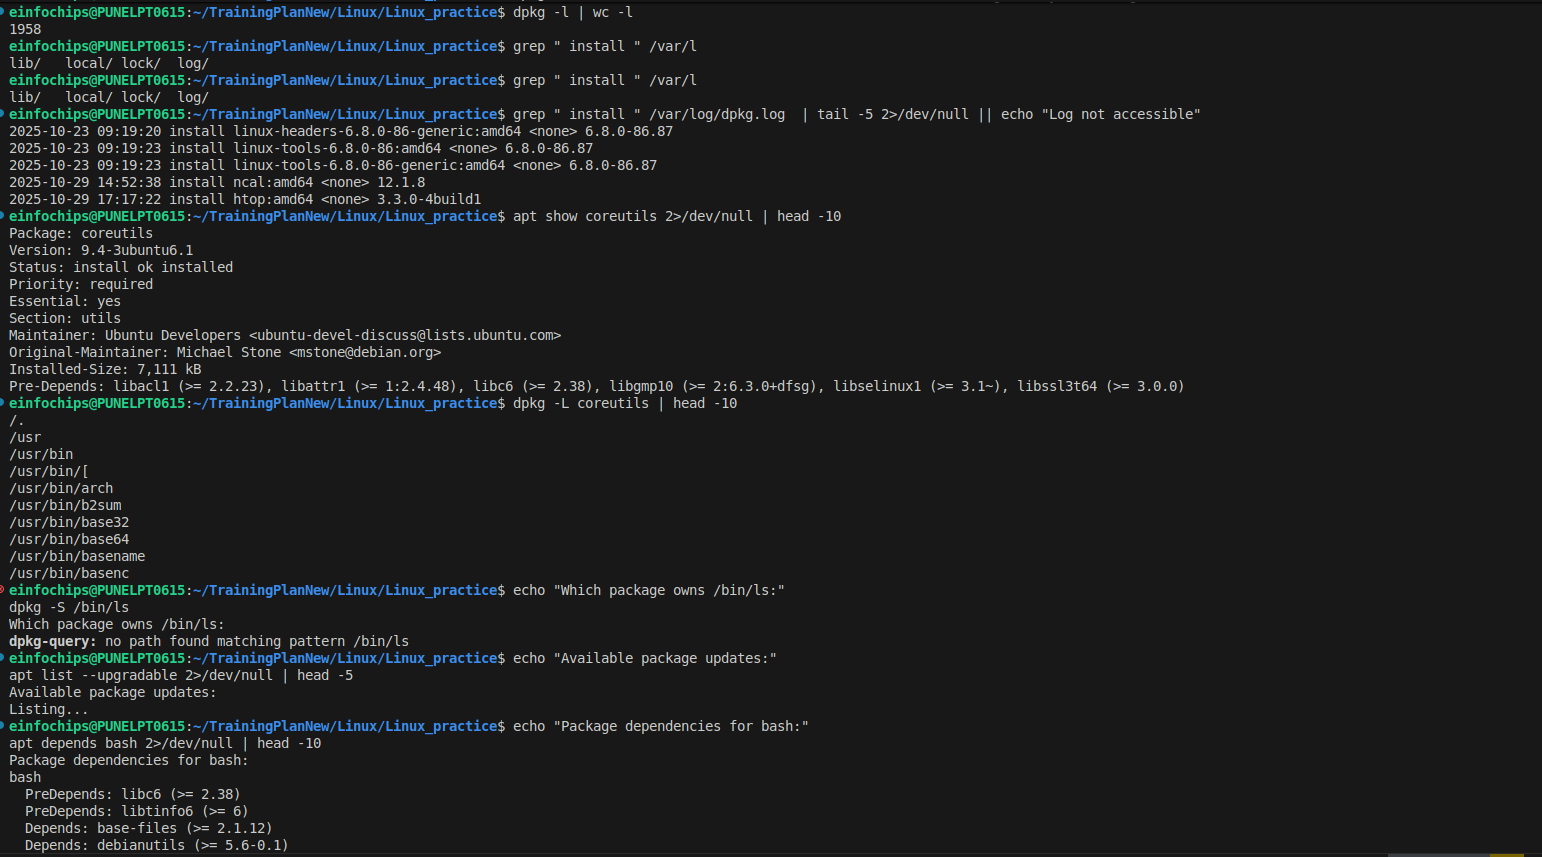 einfochips@PUNELPT0615:~/TrainingPlanNew/Linux/Linux_practice$ dpkg -l | wc -l
1958
einfochips@PUNELPT0615:~/TrainingPlanNew/Linux/Linux_practice$ grep " install " /var/l
lib/   local/ lock/  log/
einfochips@PUNELPT0615:~/TrainingPlanNew/Linux/Linux_practice$ grep " install " /var/l
lib/   local/ lock/  log/
einfochips@PUNELPT0615:~/TrainingPlanNew/Linux/Linux_practice$ grep " install " /var/log/dpkg.log  | tail -5 2>/dev/null || echo "Log not accessible"
2025-10-23 09:19:20 install linux-headers-6.8.0-86-generic:amd64 <none> 6.8.0-86.87
2025-10-23 09:19:23 install linux-tools-6.8.0-86:amd64 <none> 6.8.0-86.87
2025-10-23 09:19:23 install linux-tools-6.8.0-86-generic:amd64 <none> 6.8.0-86.87
2025-10-29 14:52:38 install ncal:amd64 <none> 12.1.8
2025-10-29 17:17:22 install htop:amd64 <none> 3.3.0-4build1
einfochips@PUNELPT0615:~/TrainingPlanNew/Linux/Linux_practice$ apt show coreutils 2>/dev/null | head -10
Package: coreutils
Version: 9.4-3ubuntu6.1
Status: install ok installed
Priority: required
Essential: yes
Section: utils
Maintainer: Ubuntu Developers <ubuntu-devel-discuss@lists.ubuntu.com>
Original-Maintainer: Michael Stone <mstone@debian.org>
Installed-Size: 7,111 kB
Pre-Depends: libacl1 (>= 2.2.23), libattr1 (>= 1:2.4.48), libc6 (>= 2.38), libgmp10 (>= 2:6.3.0+dfsg), libselinux1 (>= 3.1~), libssl3t64 (>= 3.0.0)
einfochips@PUNELPT0615:~/TrainingPlanNew/Linux/Linux_practice$ dpkg -L coreutils | head -10
/.
/usr
/usr/bin
/usr/bin/[
/usr/bin/arch
/usr/bin/b2sum
/usr/bin/base32
/usr/bin/base64
/usr/bin/basename
/usr/bin/basenc
einfochips@PUNELPT0615:~/TrainingPlanNew/Linux/Linux_practice$ echo "Which package owns /bin/ls:"
dpkg -S /bin/ls
Which package owns /bin/ls:
dpkg-query: no path found matching pattern /bin/ls
einfochips@PUNELPT0615:~/TrainingPlanNew/Linux/Linux_practice$ echo "Available package updates:"
apt list --upgradable 2>/dev/null | head -5
Available package updates:
Listing...
einfochips@PUNELPT0615:~/TrainingPlanNew/Linux/Linux_practice$ echo "Package dependencies for bash:"
apt depends bash 2>/dev/null | head -10
Package dependencies for bash:
bash
  PreDepends: libc6 (>= 2.38)
  PreDepends: libtinfo6 (>= 6)
  Depends: base-files (>= 2.1.12)
  Depends: debianutils (>= 5.6-0.1)